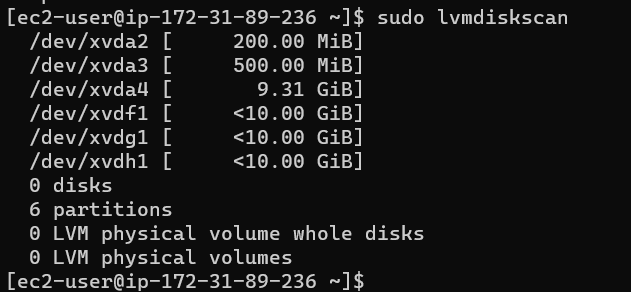 [ec2-user@ip-172-31-89-236 ~]$ sudo lvmdiskscan
  /dev/xvda2 [     200.00 MiB]
  /dev/xvda3 [     500.00 MiB]
  /dev/xvda4 [       9.31 GiB]
  /dev/xvdf1 [     <10.00 GiB]
  /dev/xvdg1 [     <10.00 GiB]
  /dev/xvdh1 [     <10.00 GiB]
  0 disks
  6 partitions
  0 LVM physical volume whole disks
  0 LVM physical volumes
[ec2-user@ip-172-31-89-236 ~]$